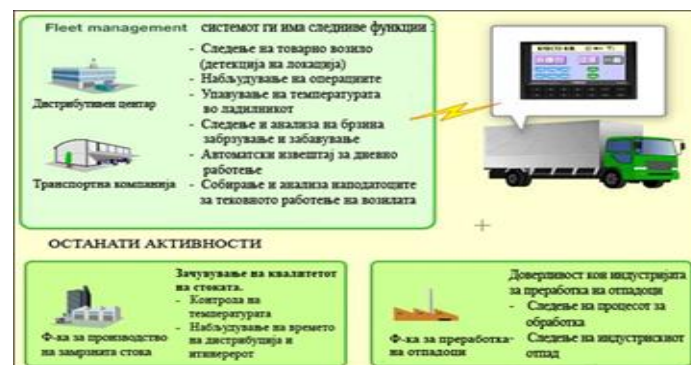 Fleet management системот ги има следниве функции :
Дистрибутивен центар
Транспортна компанија
- Следење на товарно возило
(детекција на локација)
- Набљудување на операциите
- Упавување на температурата
во ладилникот
- Следење и анализа на брзина
забрзување и забавување
- Автоматски извештај за дневно
работење
- Собирање и анализа наподатоците
за тековното работење на возилата
ОСТАНАТИ АКТИВНОСТИ
Ф-ка за производство
на замрзната стока
Зачувување на квалитетот
на стоката.
- Контрола на
температурата
- Набљудување на времето
на дистрибуција и
итинерерот
Ф-ка за преработка
на отпадоци
Доверливост кон индустријата
за преработка на отпадоци
- Следење на процесот за
обработка
- Следење на индустрискиот
отпад